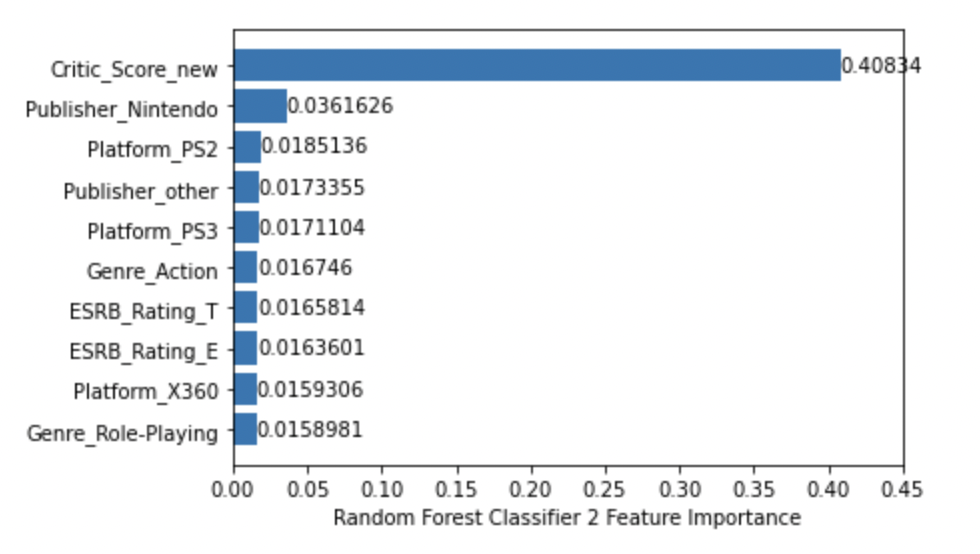 Critic_Score_new 0.40834
Publisher_Nintendo 0.0361626
Platform_PS2 0.0185136
Publisher_other 0.0173355
Platform_PS3 0.0171104
Genre_Action 0.016746
ESRB_Rating_T 0.0165814
ESRB_Rating_E 0.0163601
Platform_X360 0.0159306
Genre_Role-Playing 0.0158981
0.00 0.05 0.10 0.15 0.20 0.25 0.30 0.35 0.40 0.45
Random Forest Classifier 2 Feature Importance